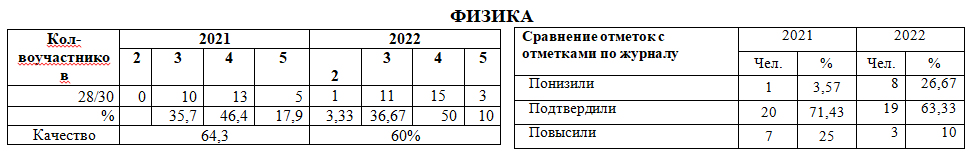 ФИЗИКА
Кол-воучастников 2021 2022
2 3 4 5 2 3 4 5
28/30 0 10 13 5 1 11 15 3
% 35,7 46,4 17,9 3,33 36,67 50 10
Качество 64,3 60%
Сравнение отметок с отметками по журналу 2021 2022
Чел. % Чел. %
Понизили 1 3,57 8 26,67
Подтвердили 20 71,43 19 63,33
Повысили 7 25 3 10